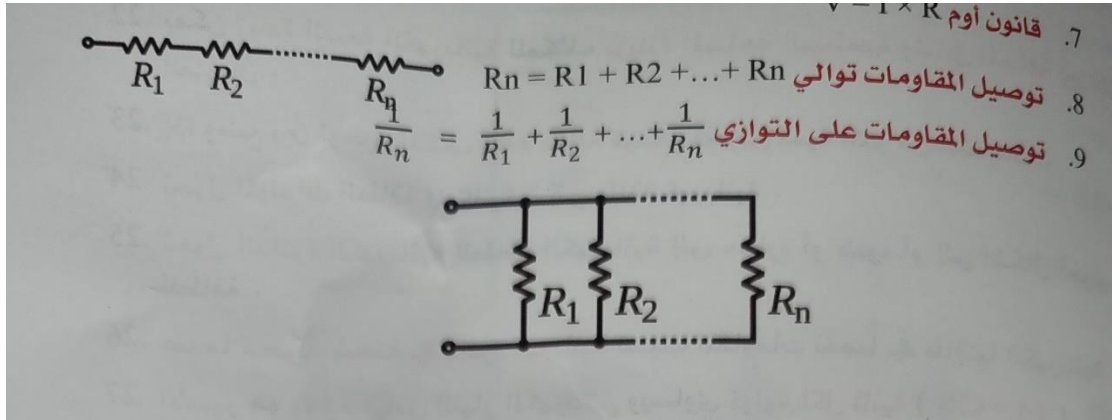 7. قانون أوم V = I × R
8. توصيل المقاومات توالي Rn = R1 + R2 +...+ Rn
R₁ R₂ Rₙ
9. توصيل المقاومات على التوازي 1/Rn = 1/R₁ + 1/R₂ +...+ 1/Rn
R₁ R₂ Rₙ